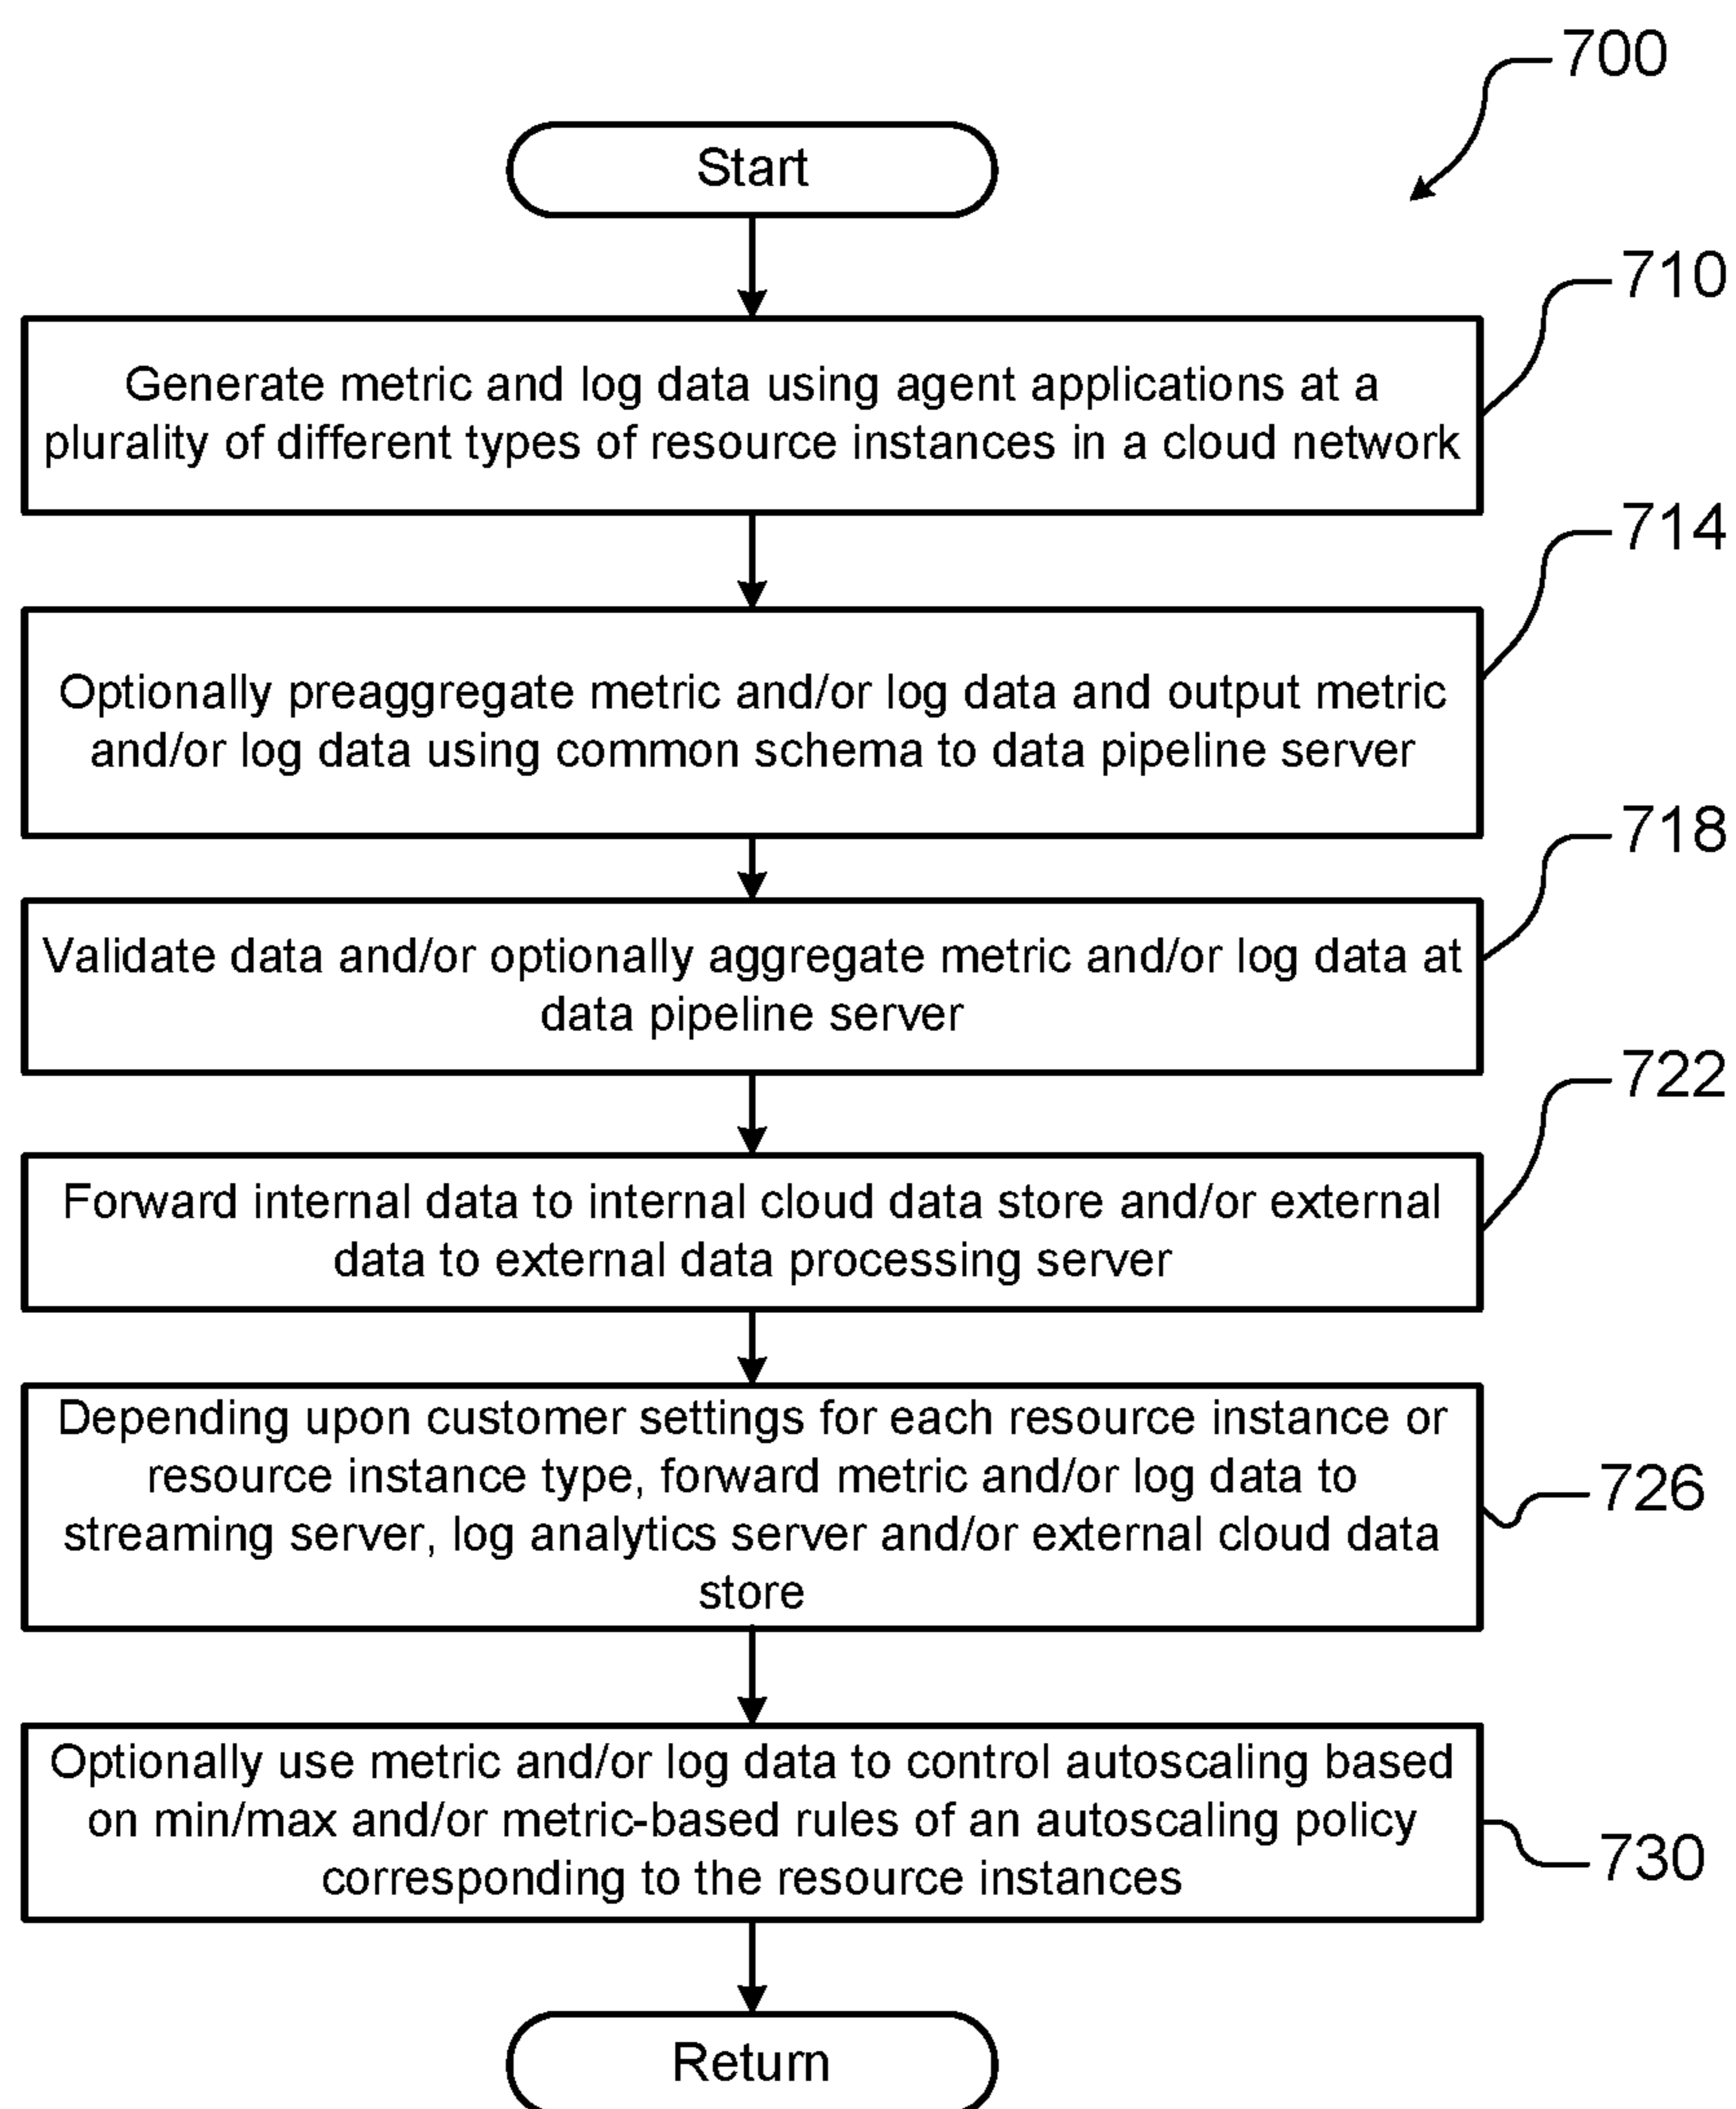 700
Start
710
Generate metric and log data using agent applications at a
plurality of different types of resource instances in a cloud network
714
Optionally preaggregate metric and/or log data and output metric
and/or log data using common schema to data pipeline server
718
Validate data and/or optionally aggregate metric and/or log data at
data pipeline server
722
Forward internal data to internal cloud data store and/or external
data to external data processing server
Depending upon customer settings for each resource instance or
resource instance type, forward metric and/or log data to
streaming server, log analytics server and/or external cloud data
store
726
Optionally use metric and/or log data to control autoscaling based
on min/max and/or metric-based rules of an autoscaling policy
corresponding to the resource instances
730
Return